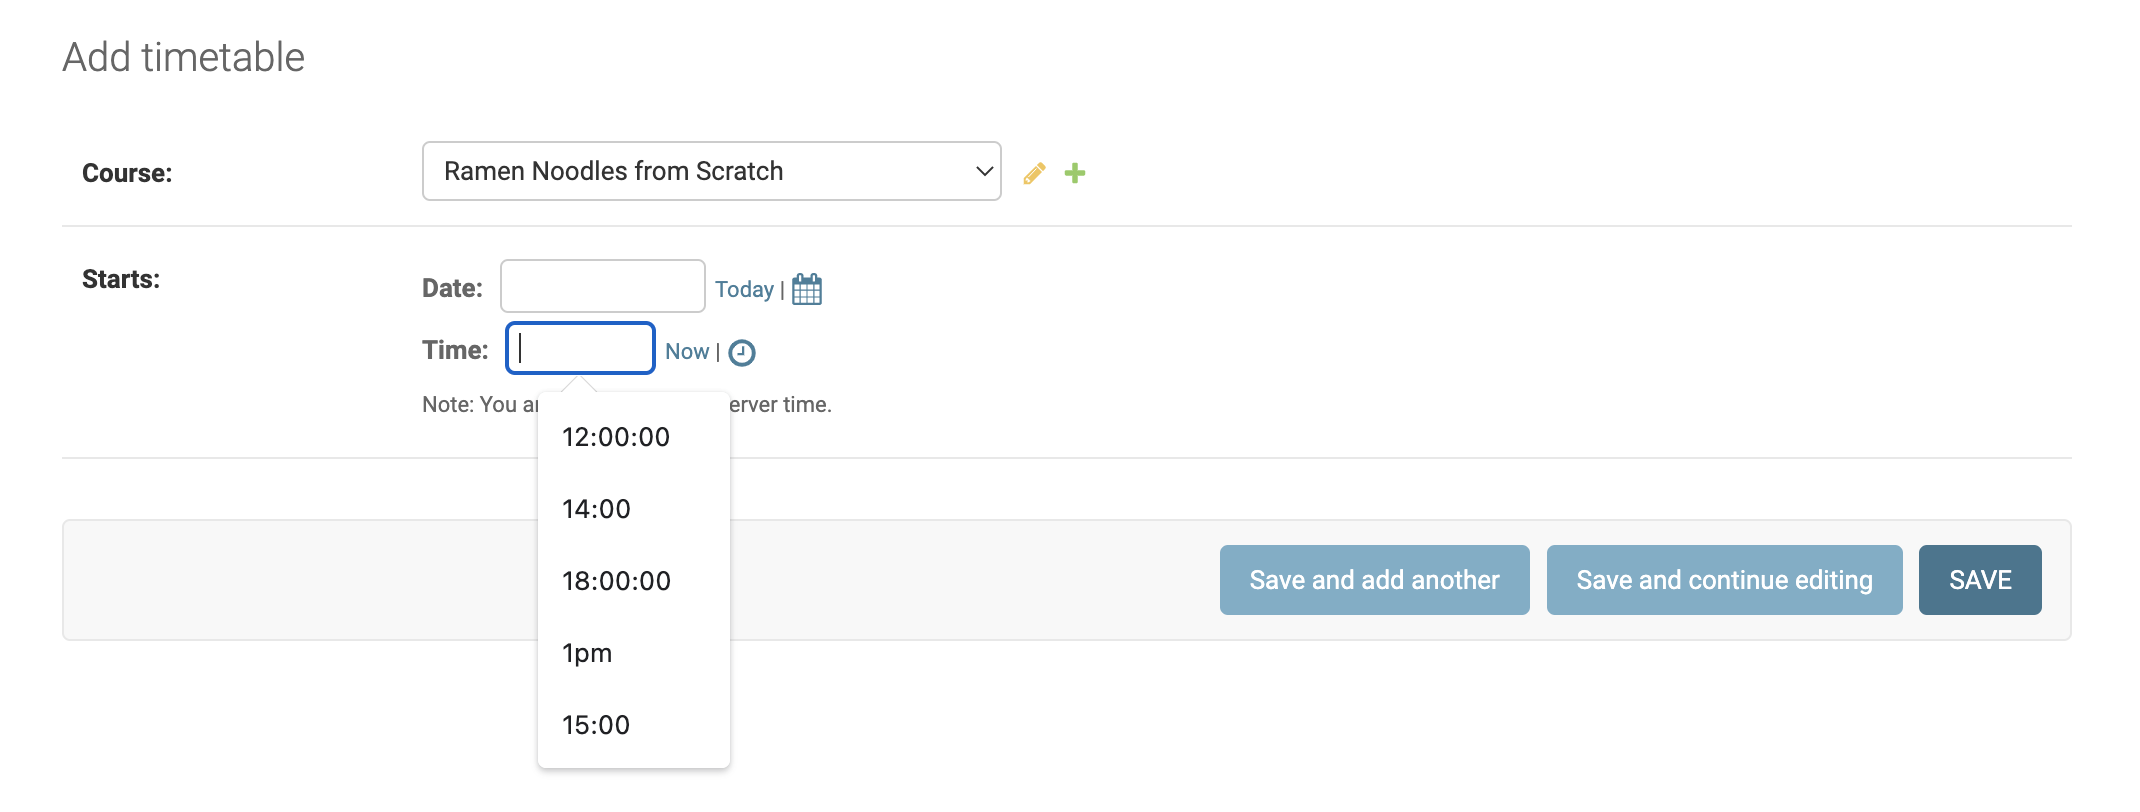 Add timetable
Course: Ramen Noodles from Scratch
Starts:
Date: Today |
Time: Now |
Note: You erver time.
12:00:00
14:00
18:00:00
1pm
15:00
Save and add another Save and continue editing SAVE